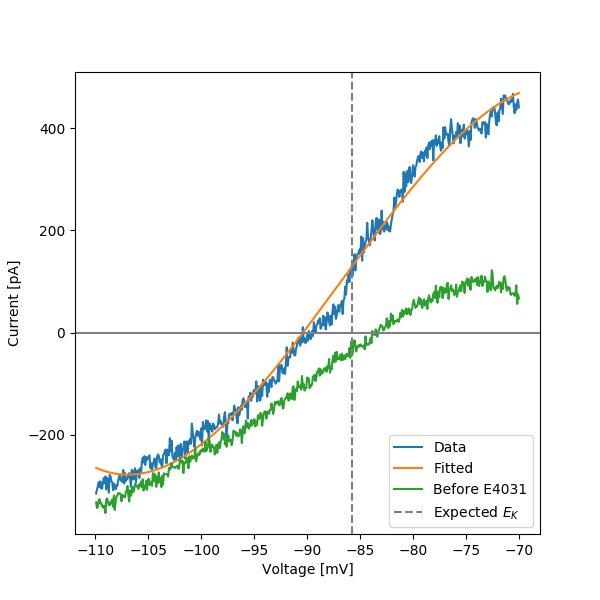 400
200
0
−200
−110
−105
−100
−95
−90
−85
−80
−75
−70
Current [pA]
Voltage [mV]
Data
Fitted
Before E4031
Expected E_K